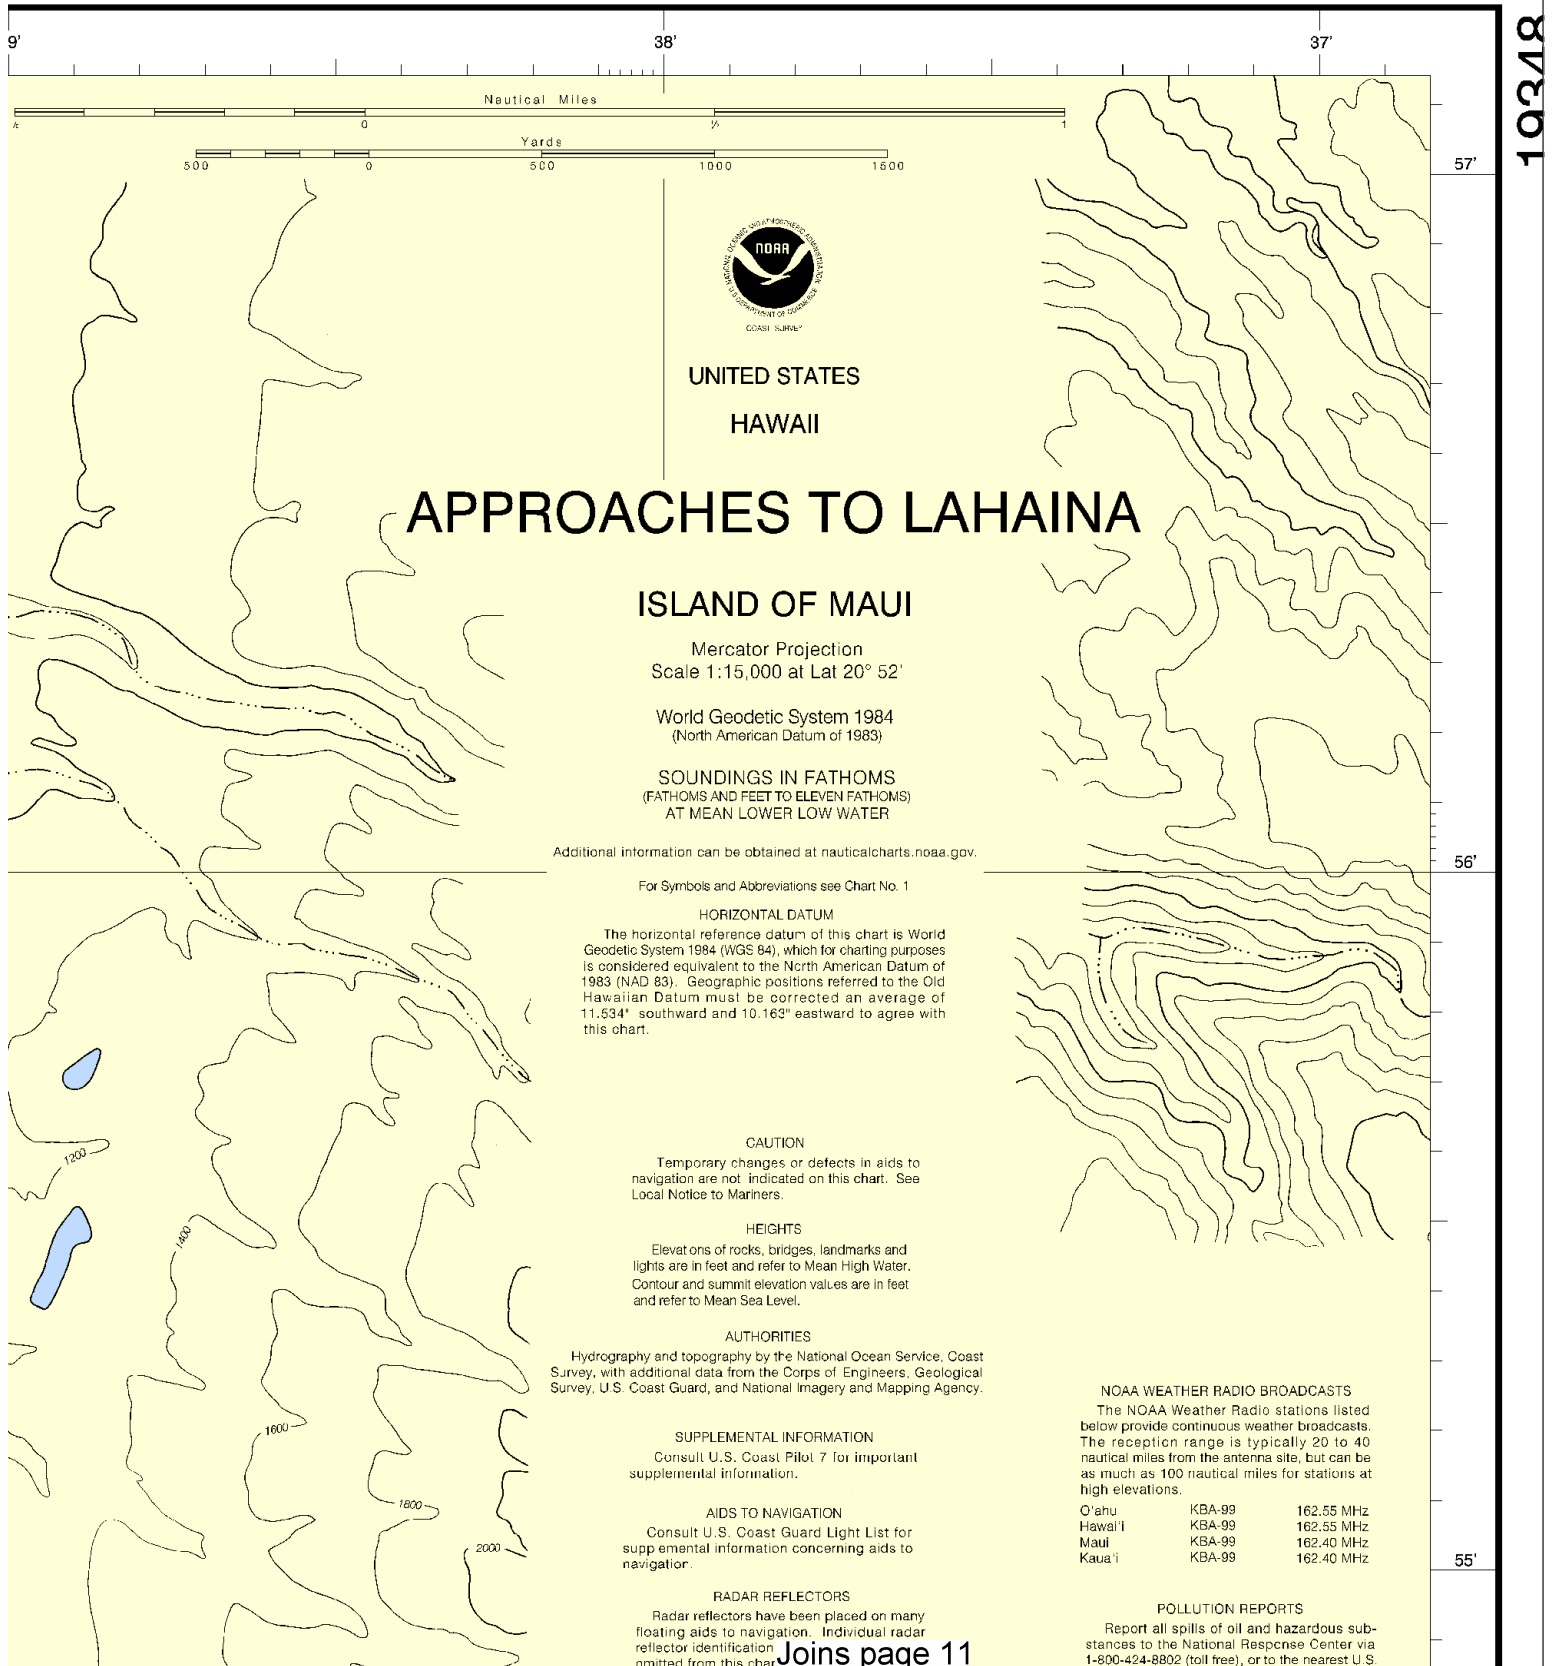 9'
38'
37'
19348
Nautical Miles
½
0
½
1
Yards
500
0
500
1000
1500
57'
NATIONAL OCEANIC AND ATMOSPHERIC ADMINISTRATION
U.S. DEPARTMENT OF COMMERCE
NOAA
COAST SURVEY
UNITED STATES
HAWAII
APPROACHES TO LAHAINA
ISLAND OF MAUI
Mercator Projection
Scale 1:15,000 at Lat 20° 52'
World Geodetic System 1984
(North American Datum of 1983)
SOUNDINGS IN FATHOMS
(FATHOMS AND FEET TO ELEVEN FATHOMS)
AT MEAN LOWER LOW WATER
Additional information can be obtained at nauticalcharts.noaa.gov.
56'
For Symbols and Abbreviations see Chart No. 1
HORIZONTAL DATUM
The horizontal reference datum of this chart is World
Geodetic System 1984 (WGS 84), which for charting purposes
is considered equivalent to the North American Datum of
1983 (NAD 83). Geographic positions referred to the Old
Hawaiian Datum must be corrected an average of
11.534" southward and 10.163" eastward to agree with
this chart.
CAUTION
Temporary changes or defects in aids to
navigation are not indicated on this chart. See
Local Notice to Mariners.
1200
1400
HEIGHTS
Elevations of rocks, bridges, landmarks and
lights are in feet and refer to Mean High Water.
Contour and summit elevation values are in feet
and refer to Mean Sea Level.
AUTHORITIES
Hydrography and topography by the National Ocean Service, Coast
Survey, with additional data from the Corps of Engineers, Geological
Survey, U.S. Coast Guard, and National Imagery and Mapping Agency.
1600
SUPPLEMENTAL INFORMATION
Consult U.S. Coast Pilot 7 for important
supplemental information.
1800
2000
AIDS TO NAVIGATION
Consult U.S. Coast Guard Light List for
supplemental information concerning aids to
navigation.
RADAR REFLECTORS
Radar reflectors have been placed on many
floating aids to navigation. Individual radar
reflector identification
omitted from this char
Joins page 11
NOAA WEATHER RADIO BROADCASTS
The NOAA Weather Radio stations listed
below provide continuous weather broadcasts.
The reception range is typically 20 to 40
nautical miles from the antenna site, but can be
as much as 100 nautical miles for stations at
high elevations.
O'ahu KBA-99 162.55 MHz
Hawai'i KBA-99 162.55 MHz
Maui KBA-99 162.40 MHz
Kaua'i KBA-99 162.40 MHz
55'
POLLUTION REPORTS
Report all spills of oil and hazardous sub-
stances to the National Response Center via
1-800-424-8802 (toll free), or to the nearest U.S.